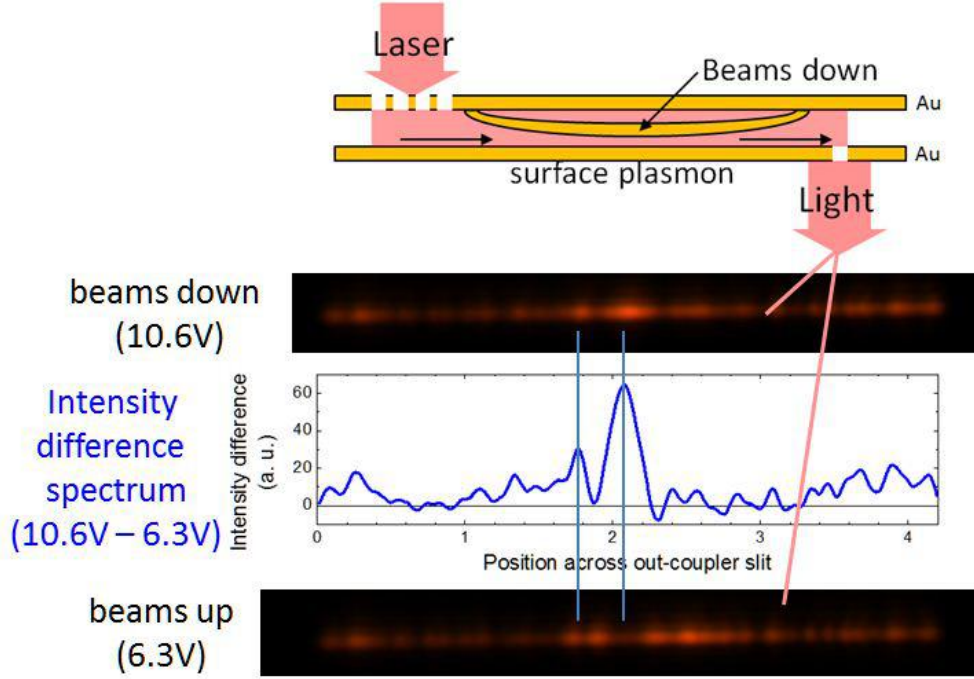 Laser
Beams down
Au
Au
surface plasmon
Light
beams down
(10.6V)
Intensity
difference
spectrum
(10.6V – 6.3V)
Intensity difference
(a. u.)
60
40
20
0
0 1 2 3 4
Position across out-coupler slit
beams up
(6.3V)